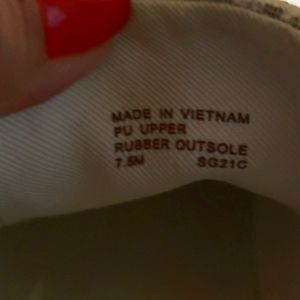 MADE IN VIETNAM
PU UPPER
RUBBER OUTSOLE
7.5M SG21C